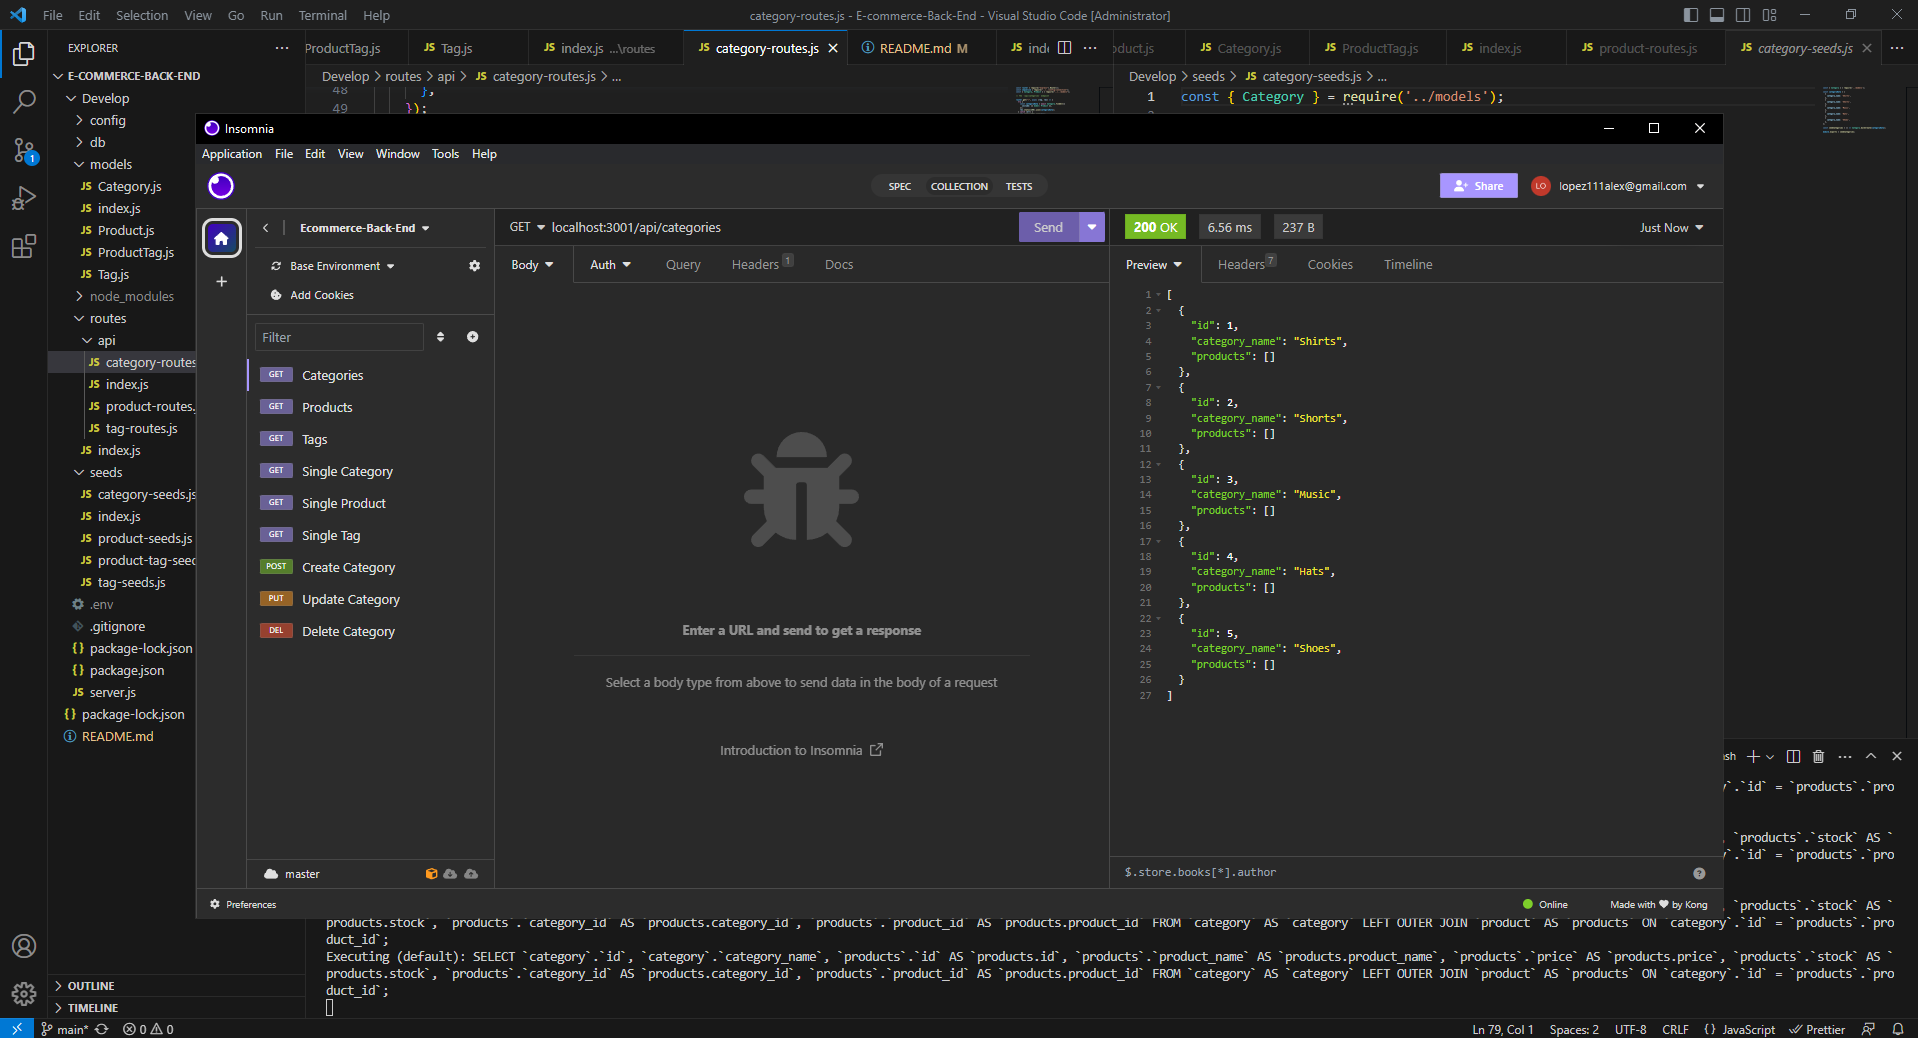 File Edit Selection View Go Run Terminal Help
category-routes.js - E-commerce-Back-End - Visual Studio Code [Administrator]
EXPLORER
ProductTag.js
JS Tag.js
JS index.js ...\routes
JS category-routes.js
README.md M
JS
JS Category.js
JS ProductTag.js
JS index.js
JS product-routes.js
JS category-seeds.js
E-COMMERCE-BACK-END
Develop
config
db
models
JS Category.js
JS index.js
JS Product.js
JS ProductTag.js
JS Tag.js
node_modules
routes
api
JS category-routes
JS index.js
JS product-routes.
JS tag-routes.js
JS index.js
seeds
JS category-seeds.js
JS index.js
JS product-seeds.js
JS product-tag-seed
JS tag-seeds.js
.env
.gitignore
{} package-lock.json
{} package.json
JS server.js
{} package-lock.json
README.md
OUTLINE
TIMELINE
Develop > routes > api > JS category-routes.js > ...
48 },
49 });
Develop > seeds > JS category-seeds.js > ...
1 const { Category } = require('../models');
2
Insomnia
Application File Edit View Window Tools Help
SPEC COLLECTION TESTS
Share
LO lopez111alex@gmail.com
Ecommerce-Back-End
Base Environment
Add Cookies
Filter
GET Categories
GET Products
GET Tags
GET Single Category
GET Single Product
GET Single Tag
POST Create Category
PUT Update Category
DEL Delete Category
master
Preferences
GET localhost:3001/api/categories
Send
Body Auth Query Headers 1 Docs
Enter a URL and send to get a response
Select a body type from above to send data in the body of a request
Introduction to Insomnia
200 OK 6.56 ms 237 B
Just Now
Preview Headers 7 Cookies Timeline
1 [
2 {
3 "id": 1,
4 "category_name": "Shirts",
5 "products": []
6 },
7 {
8 "id": 2,
9 "category_name": "Shorts",
10 "products": []
11 },
12 {
13 "id": 3,
14 "category_name": "Music",
15 "products": []
16 },
17 {
18 "id": 4,
19 "category_name": "Hats",
20 "products": []
21 },
22 {
23 "id": 5,
24 "category_name": "Shoes",
25 "products": []
26 }
27 ]
$.store.books[*].author
Online
Made with ♥ by Kong
sh
`.`id` = `products`.`pro
, `products`.`stock` AS `
`.`id` = `products`.`pro
, `products`.`stock` AS `
products.stock`, `products`.`category_id` AS `products.category_id`, `products`.`product_id` AS `products.product_id` FROM `category` AS `category` LEFT OUTER JOIN `product` AS `products` ON `category`.`id` = `products`.`pro
duct_id`;
Executing (default): SELECT `category`.`id`, `category`.`category_name`, `products`.`id` AS `products.id`, `products`.`product_name` AS `products.product_name`, `products`.`price` AS `products.price`, `products`.`stock` AS `
products.stock`, `products`.`category_id` AS `products.category_id`, `products`.`product_id` AS `products.product_id` FROM `category` AS `category` LEFT OUTER JOIN `product` AS `products` ON `category`.`id` = `products`.`pro
duct_id`;
1
main*
0 0
Ln 79, Col 1 Spaces: 2 UTF-8 CRLF {} JavaScript Prettier